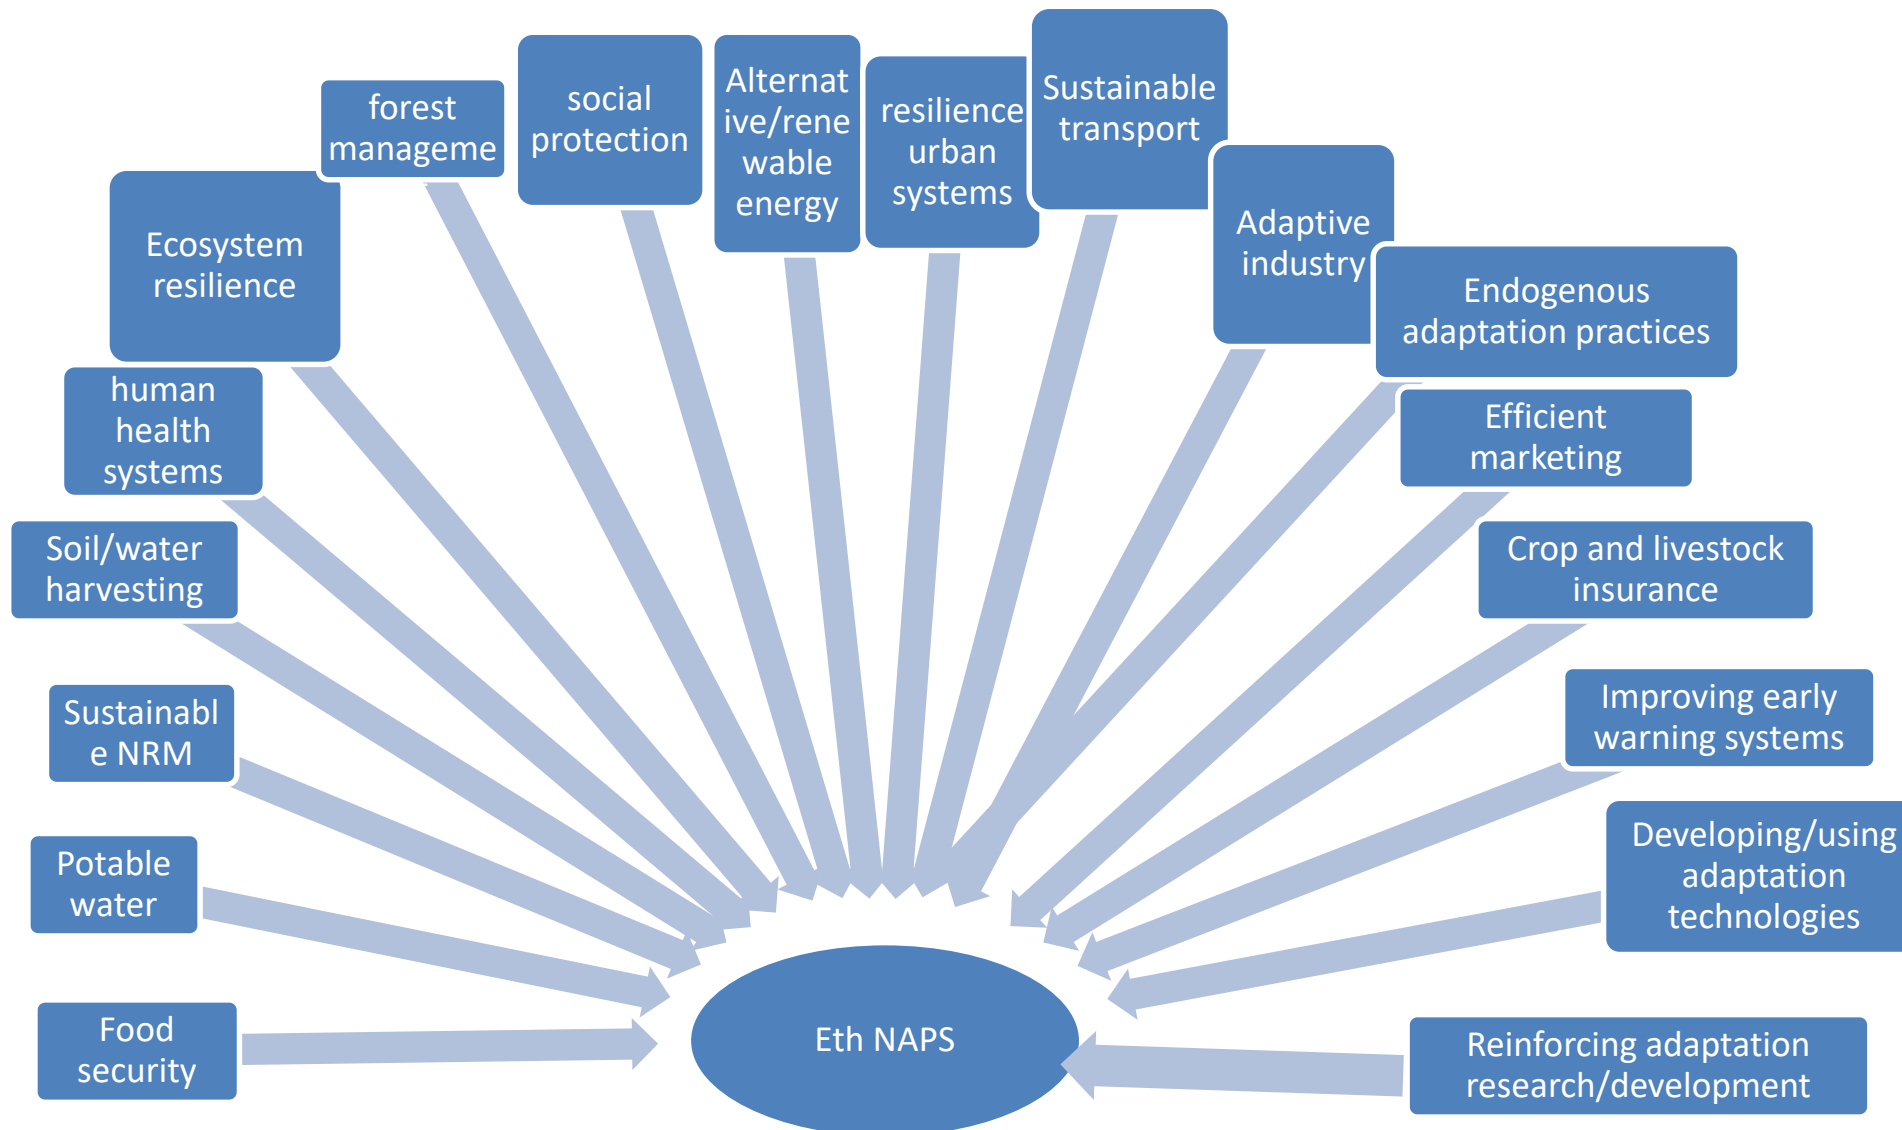 forest
manageme
social
protection
Alternat
ive/rene
wable
energy
resilience
urban
systems
Sustainable
transport
Ecosystem
resilience
Adaptive
industry
Endogenous
adaptation practices
human
health
systems
Efficient
marketing
Soil/water
harvesting
Crop and livestock
insurance
Sustainabl
e NRM
Improving early
warning systems
Potable
water
Developing/using
adaptation
technologies
Food
security
Eth NAPS
Reinforcing adaptation
research/development